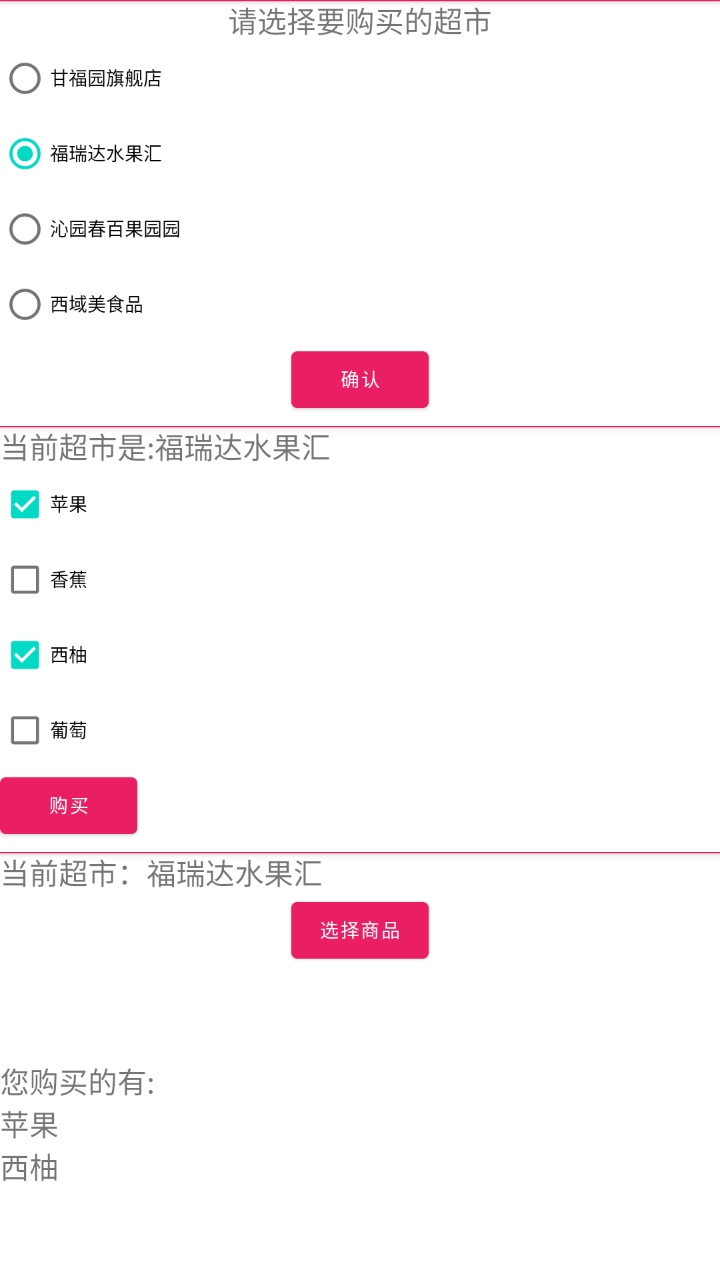 请选择要购买的超市
甘福园旗舰店
福瑞达水果汇
沁园春百果园园
西域美食品
确认
当前超市是:福瑞达水果汇
苹果
香蕉
西柚
葡萄
购买
当前超市：福瑞达水果汇
选择商品
您购买的有:
苹果
西柚